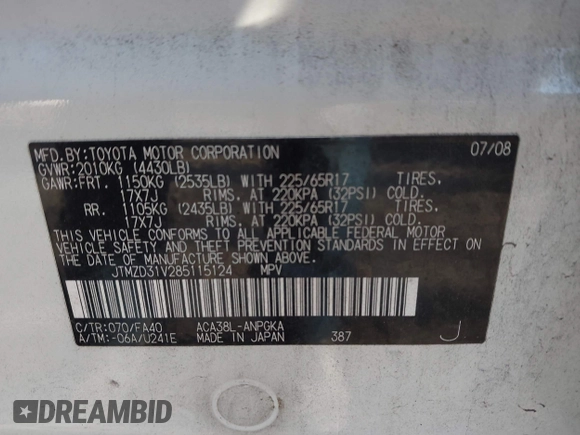 MFD.BY:TOYOTA MOTOR CORPORATION 07/08
GVWR:2010KG (4430LB)
GAWR:FRT. 1150KG (2535LB) WITH 225/65R17 TIRES.
17X7J RIMS. AT 220KPA (32PSI) COLD.
RR. 1105KG (2435LB) WITH 225/65R17 TIRES.
17X7J RIMS. AT 220KPA (32PSI) COLD.
THIS VEHICLE CONFORMS TO ALL APPLICABLE FEDERAL MOTOR
VEHICLE SAFETY AND THEFT PREVENTION STANDARDS IN EFFECT ON
THE DATE OF MANUFACTURE SHOWN ABOVE.
JTMZD31V285115124 MPV
C/TR:070/FA40 ACA38L-ANPGKA
A/TM:-06A/U241E MADE IN JAPAN 387 J
DREAMBID